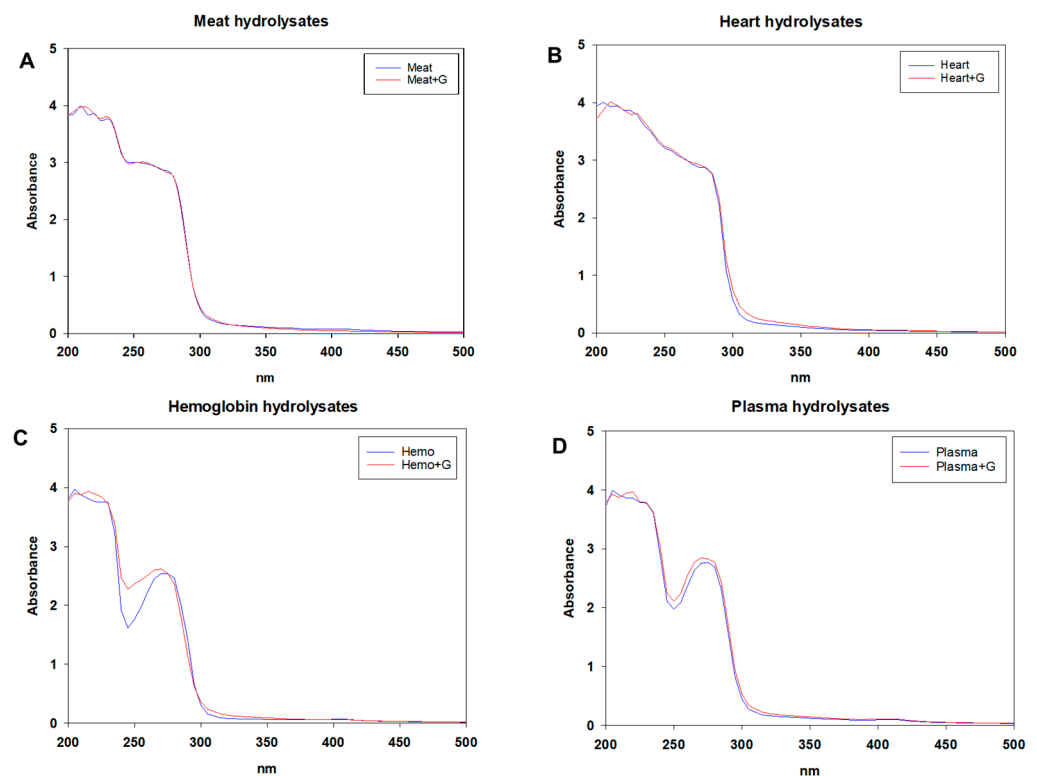 Meat hydrolysates
A
Meat
Meat+G
5
4
3
2
1
0
Absorbance
200 250 300 350 400 450 500
nm
Heart hydrolysates
B
Heart
Heart+G
5
4
3
2
1
0
Absorbance
200 250 300 350 400 450 500
nm
Hemoglobin hydrolysates
C
Hemo
Hemo+G
5
4
3
2
1
0
Absorbance
200 250 300 350 400 450 500
nm
Plasma hydrolysates
D
Plasma
Plasma+G
5
4
3
2
1
0
Absorbance
200 250 300 350 400 450 500
nm